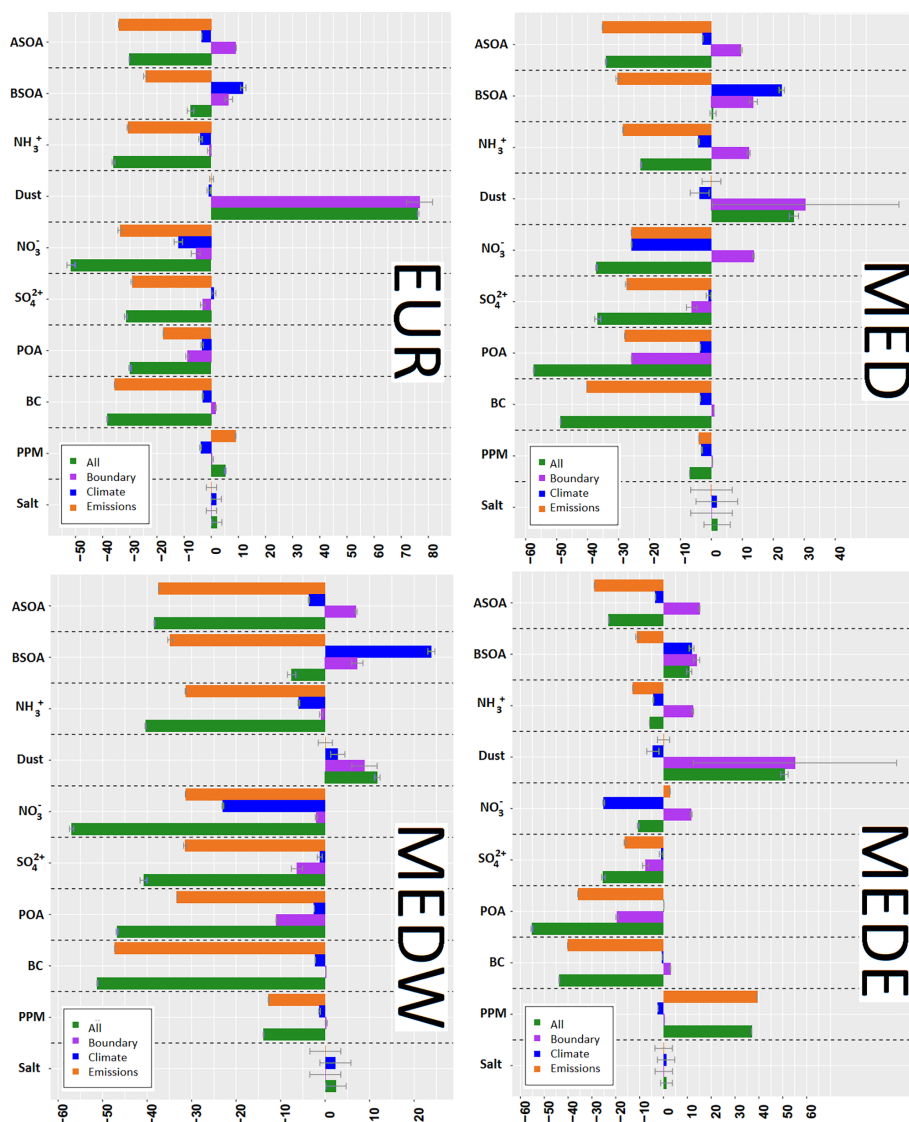 ASOA
BSOA
NH₃⁺
Dust
NO₃⁻
SO₄²⁺
POA
BC
PPM
Salt
All
Boundary
Climate
Emissions
EUR
−50
−40
−30
−20
−10
0
10
20
30
40
50
60
70
80
ASOA
BSOA
NH₃⁺
Dust
NO₃⁻
SO₄²⁺
POA
BC
PPM
Salt
All
Boundary
Climate
Emissions
MED
−60
−50
−40
−30
−20
−10
0
10
20
30
40
ASOA
BSOA
NH₃⁺
Dust
NO₃⁻
SO₄²⁺
POA
BC
PPM
Salt
All
Boundary
Climate
Emissions
MEDW
−60
−50
−40
−30
−20
−10
0
10
20
ASOA
BSOA
NH₃⁺
Dust
NO₃⁻
SO₄²⁺
POA
BC
PPM
Salt
All
Boundary
Climate
Emissions
MEDE
−60
−50
−40
−30
−20
−10
0
10
20
30
40
50
60